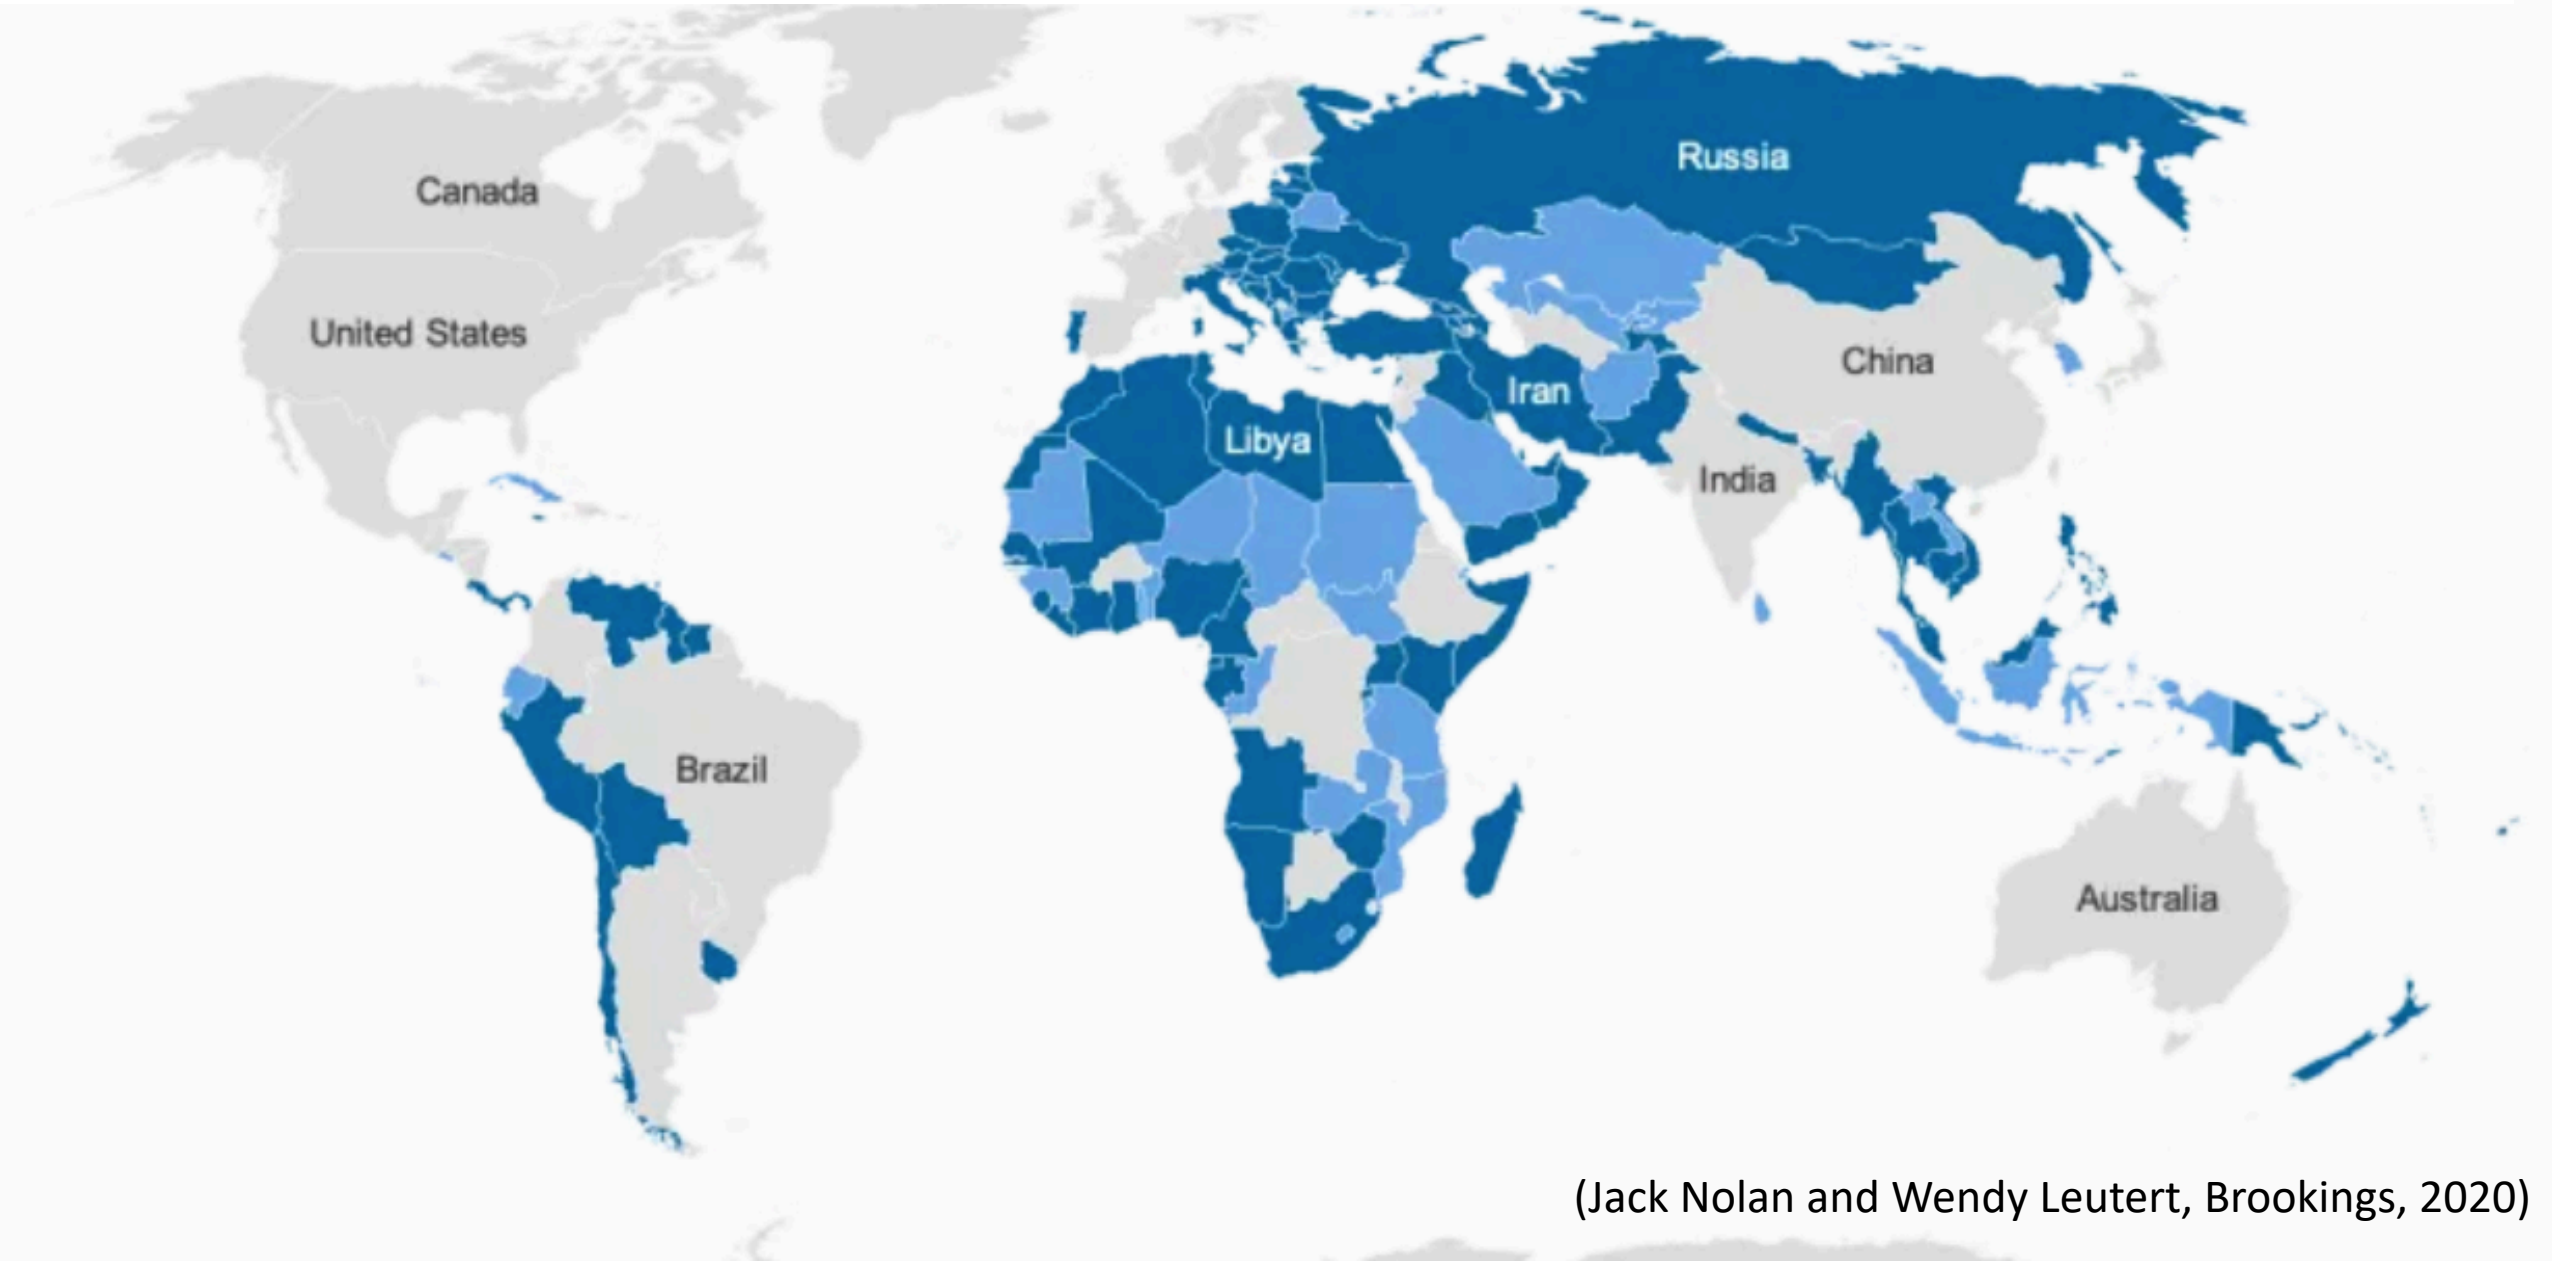 Russia
Canada
United States
China
Iran
Libya
India
Brazil
Australia
(Jack Nolan and Wendy Leutert, Brookings, 2020)